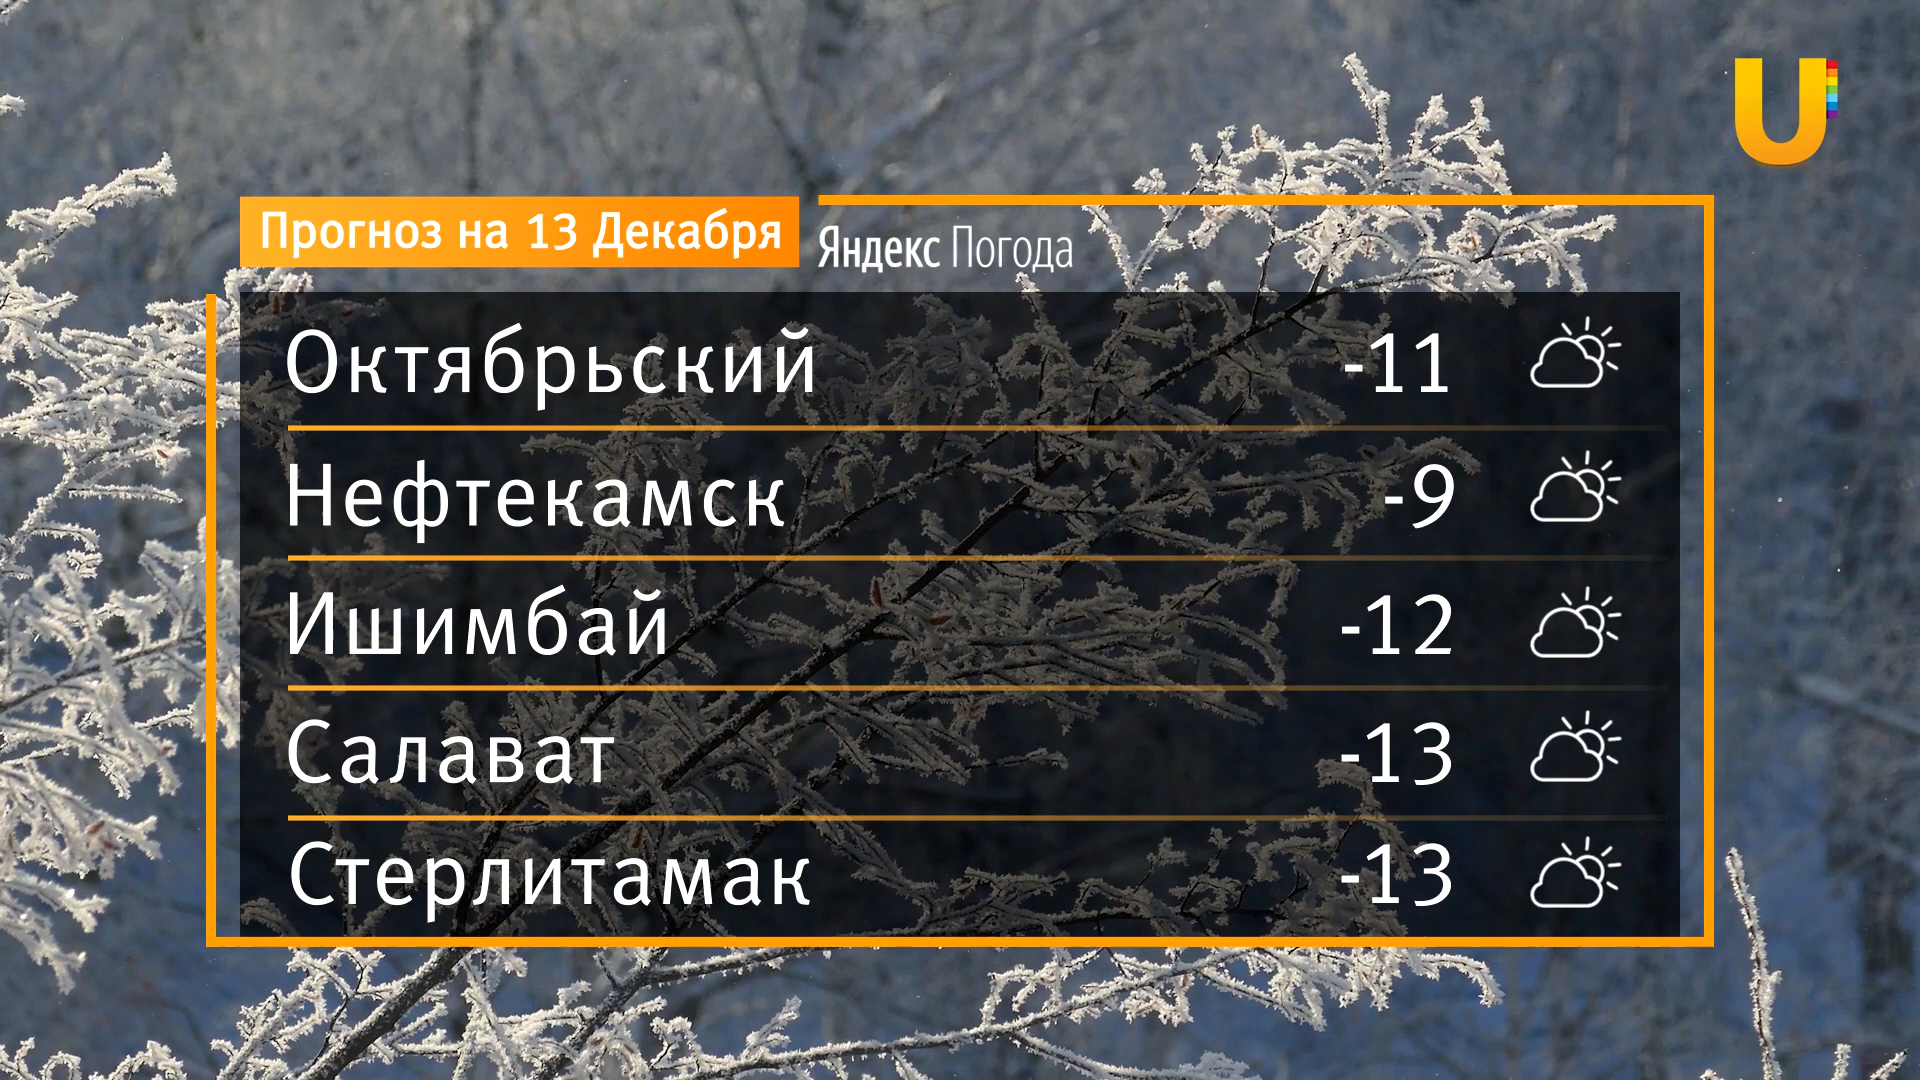 U
Прогноз на 13 Декабря
Яндекс Погода
Октябрьский -11
Нефтекамск -9
Ишимбай -12
Салават -13
Стерлитамак -13